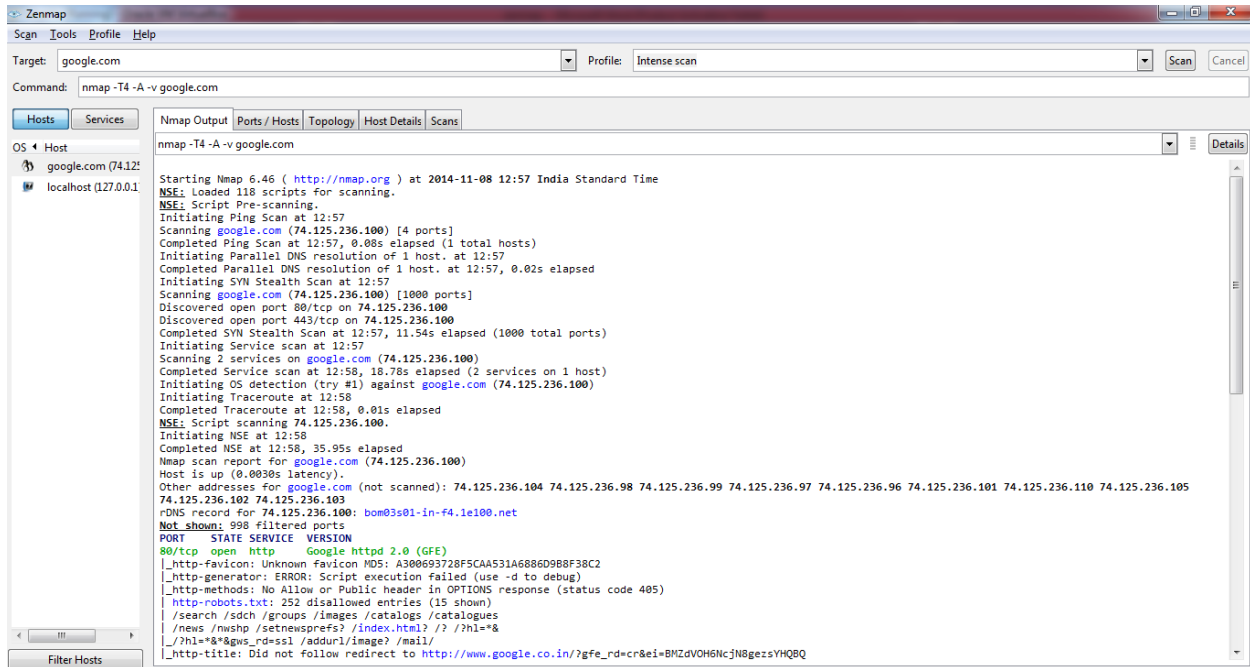 Zenmap
Scan Tools Profile Help
Target: google.com Profile: Intense scan Scan Cancel
Command: nmap -T4 -A -v google.com
Hosts Services
OS Host
google.com (74.125
localhost (127.0.0.1)
Filter Hosts
Nmap Output Ports / Hosts Topology Host Details Scans
nmap -T4 -A -v google.com Details
Starting Nmap 6.46 ( http://nmap.org ) at 2014-11-08 12:57 India Standard Time
NSE: Loaded 118 scripts for scanning.
NSE: Script Pre-scanning.
Initiating Ping Scan at 12:57
Scanning google.com (74.125.236.100) [4 ports]
Completed Ping Scan at 12:57, 0.08s elapsed (1 total hosts)
Initiating Parallel DNS resolution of 1 host. at 12:57
Completed Parallel DNS resolution of 1 host. at 12:57, 0.02s elapsed
Initiating SYN Stealth Scan at 12:57
Scanning google.com (74.125.236.100) [1000 ports]
Discovered open port 80/tcp on 74.125.236.100
Discovered open port 443/tcp on 74.125.236.100
Completed SYN Stealth Scan at 12:57, 11.54s elapsed (1000 total ports)
Initiating Service scan at 12:57
Scanning 2 services on google.com (74.125.236.100)
Completed Service scan at 12:58, 18.78s elapsed (2 services on 1 host)
Initiating OS detection (try #1) against google.com (74.125.236.100)
Initiating Traceroute at 12:58
Completed Traceroute at 12:58, 0.01s elapsed
NSE: Script scanning 74.125.236.100.
Initiating NSE at 12:58
Completed NSE at 12:58, 35.95s elapsed
Nmap scan report for google.com (74.125.236.100)
Host is up (0.0030s latency).
Other addresses for google.com (not scanned): 74.125.236.104 74.125.236.98 74.125.236.99 74.125.236.97 74.125.236.96 74.125.236.101 74.125.236.110 74.125.236.105
74.125.236.102 74.125.236.103
rDNS record for 74.125.236.100: bom03s01-in-f4.1e100.net
Not shown: 998 filtered ports
PORT STATE SERVICE VERSION
80/tcp open http Google httpd 2.0 (GFE)
|_http-favicon: Unknown favicon MD5: A300693728F5CAA531A6886D9B8F38C2
|_http-generator: ERROR: Script execution failed (use -d to debug)
|_http-methods: No Allow or Public header in OPTIONS response (status code 405)
| http-robots.txt: 252 disallowed entries (15 shown)
| /search /sdch /groups /images /catalogs /catalogues
| /news /nwshp /setnewsprefs? /index.html? /? /?hl=*&
|_/?hl=*&*&gws_rd=ssl /addurl/image? /mail/
|_http-title: Did not follow redirect to http://www.google.co.in/?gfe_rd=cr&ei=BMZdVOH6NcjN8gezsYHQBQ